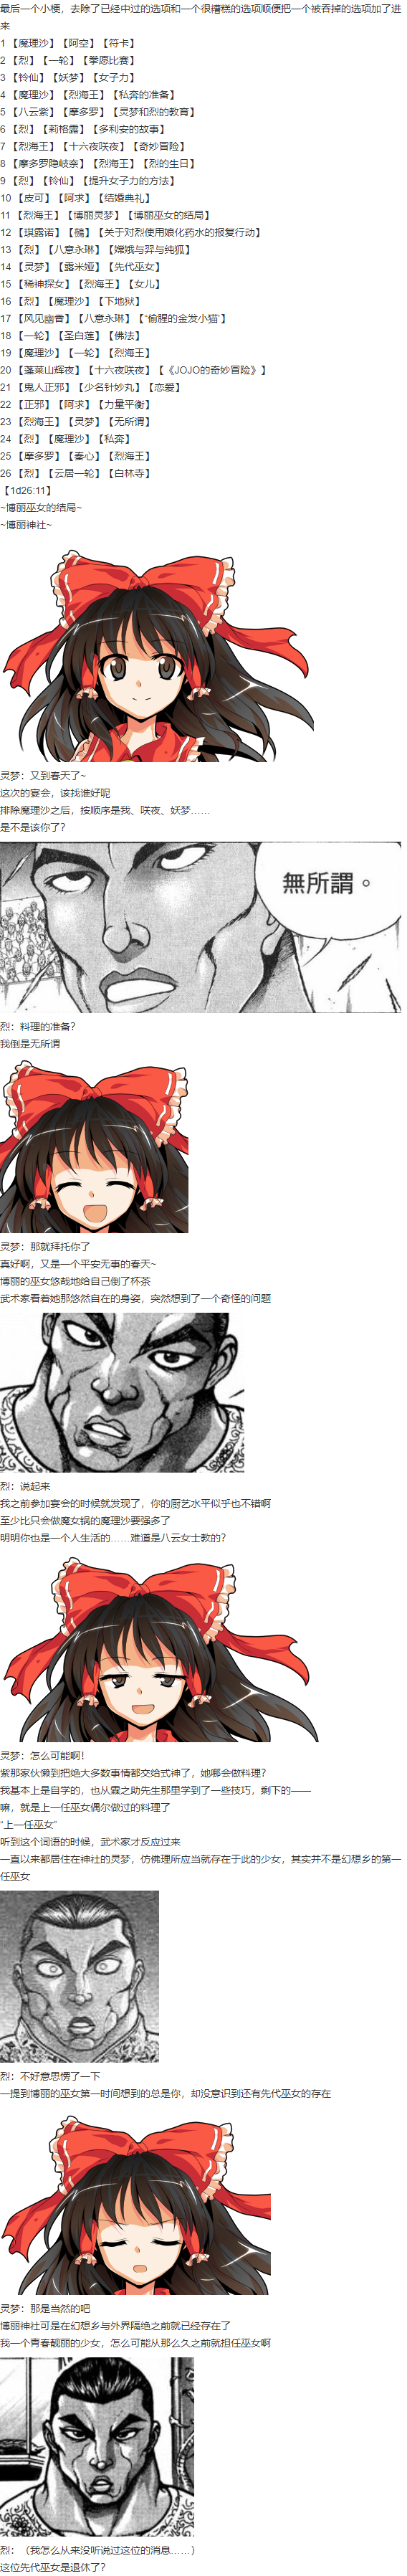 最后一个小梗，去除了已经中过的选项和一个很槽糕的选项顺便把一个被吞掉的选项加了进
来
1 【魔理沙】【阿空】【符卡】
2 【烈】【一轮】【拳愿比赛】
3 【铃仙】【妖梦】【女子力】
4 【魔理沙】【烈海王】【私奔的准备】
5 【八云紫】【摩多罗】【灵梦和烈的教育】
6 【烈】【莉格露】【多利安的故事】
7 【烈海王】【十六夜咲夜】【奇妙冒险】
8 【摩多罗隐岐奈】【烈海王】【烈的生日】
9 【烈】【铃仙】【提升女子力的方法】
10 【皮可】【阿求】【结婚典礼】
11 【烈海王】【博丽灵梦】【博丽巫女的结局】
12 【琪露诺】【魏】【关于对烈使用娘化药水的报复行动】
13 【烈】【八意永琳】【嫦娥与羿与纯狐】
14 【灵梦】【露米娅】【先代巫女】
15 【稀神探女】【烈海王】【女儿】
16 【烈】【魔理沙】【下地狱】
17 【风见幽香】【八意永琳】【“偷腥的金发小猫”】
18 【一轮】【圣白莲】【佛法】
19 【魔理沙】【一轮】【烈海王】
20 【蓬莱山辉夜】【十六夜咲夜】【《JOJO的奇妙冒险》】
21 【鬼人正邪】【少名针妙丸】【恋爱】
22 【正邪】【阿求】【力量平衡】
23 【烈海王】【灵梦】【无所谓】
24 【烈】【魔理沙】【私奔】
25 【摩多罗】【秦心】【烈海王】
26 【烈】【云居一轮】【白林寺】
【1d26:11】
~博丽巫女的结局~
~博丽神社~
灵梦：又到春天了~
这次的宴会，该找谁好呢
排除魔理沙之后，按顺序是我、咲夜、妖梦……
是不是该你了？
無所謂。
烈：料理的准备？
我倒是无所谓
灵梦：那就拜托你了
真好啊，又是一个平安无事的春天~
博丽的巫女悠哉地给自己倒了杯茶
武术家看着她那悠然自在的身姿，突然想到了一个奇怪的问题
烈：说起来
我之前参加宴会的时候就发现了，你的厨艺水平似乎也不错啊
至少比只会做魔女锅的魔理沙要强多了
明明你也是一个人生活的……难道是八云女士教的？
灵梦：怎么可能啊！
紫那家伙懒到把绝大多数事情都交给式神了，她哪会做料理？
我基本上是自学的，也从霖之助先生那里学到了一些技巧，剩下的——
嘛，就是上一任巫女偶尔做过的料理了
“上一任巫女”
听到这个词语的时候，武术家才反应过来
一直以来都居住在神社的灵梦，仿佛理所应当就存在于此的少女，其实并不是幻想乡的第一
任巫女
烈：不好意思愣了一下
一提到博丽的巫女第一时间想到的总是你，却没意识到还有先代巫女的存在
灵梦：那是当然的吧
博丽神社可是在幻想乡与外界隔绝之前就已经存在了
我一个青春靓丽的少女，怎么可能从那么久之前就担任巫女啊
烈：（我怎么从来没听说过这位的消息……）
这位先代巫女是退休了？